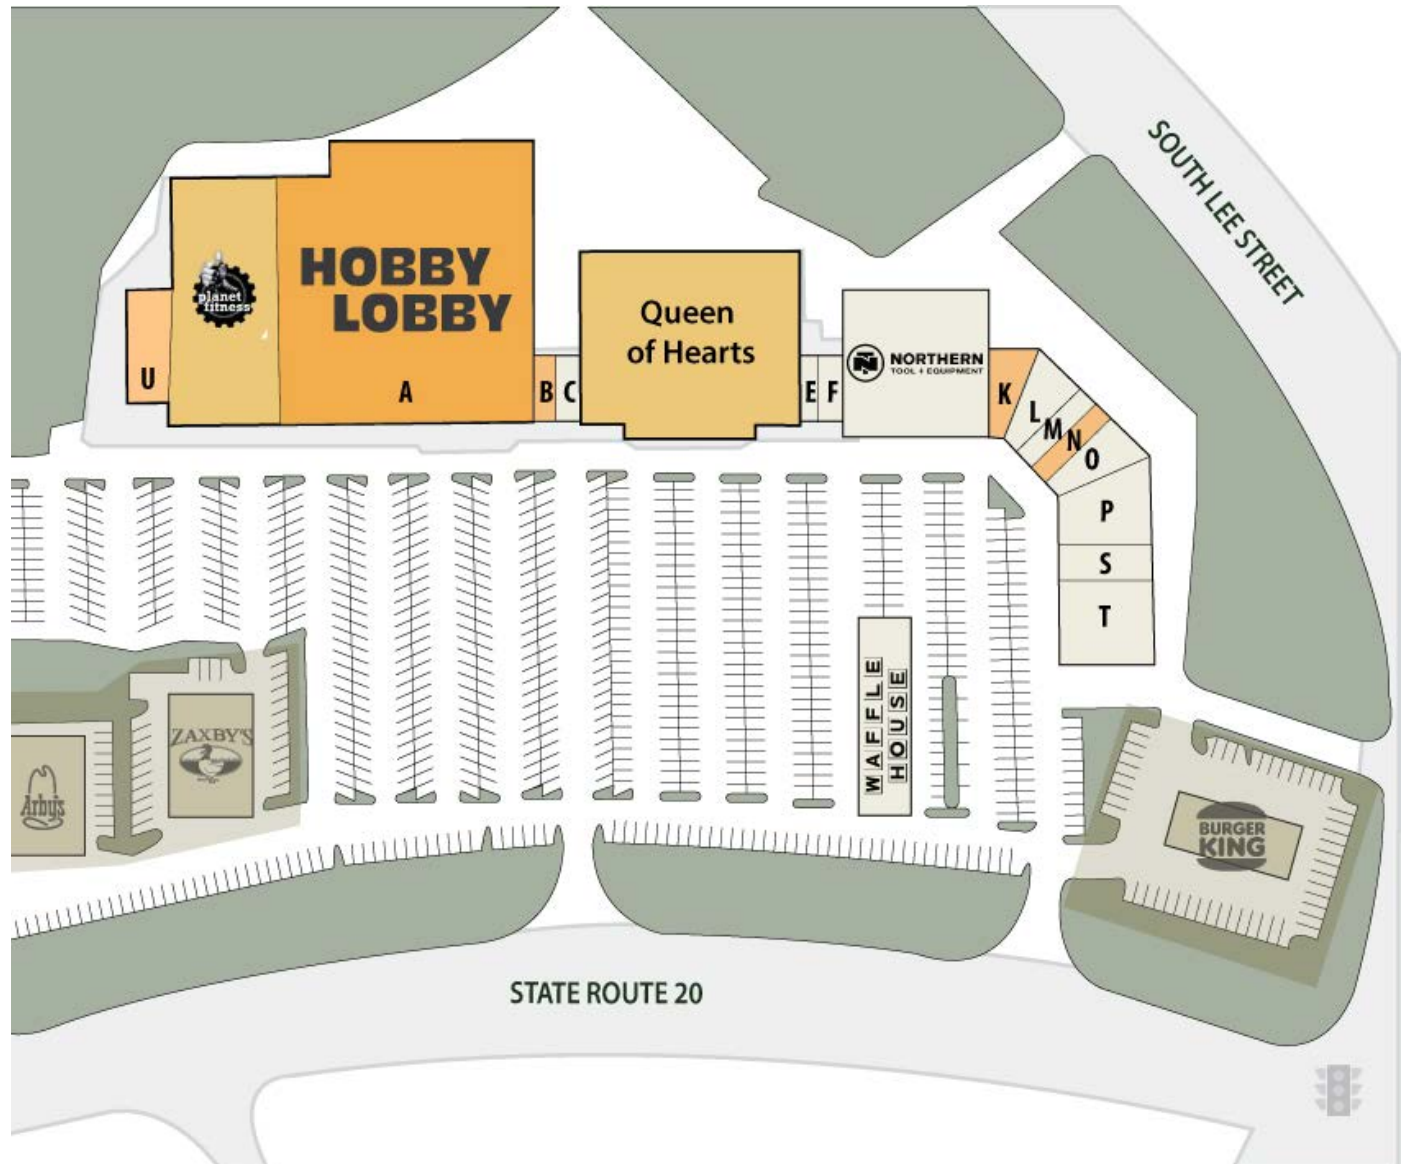 SOUTH LEE STREET
planet
fitness
HOBBY
LOBBY
Queen
of Hearts
NORTHERN
TOOL + EQUIPMENT
U
A
B
C
E
F
K
L
M
N
O
P
S
T
WAFFLE
HOUSE
ZAXBY'S
Arby's
BURGER
KING
STATE ROUTE 20